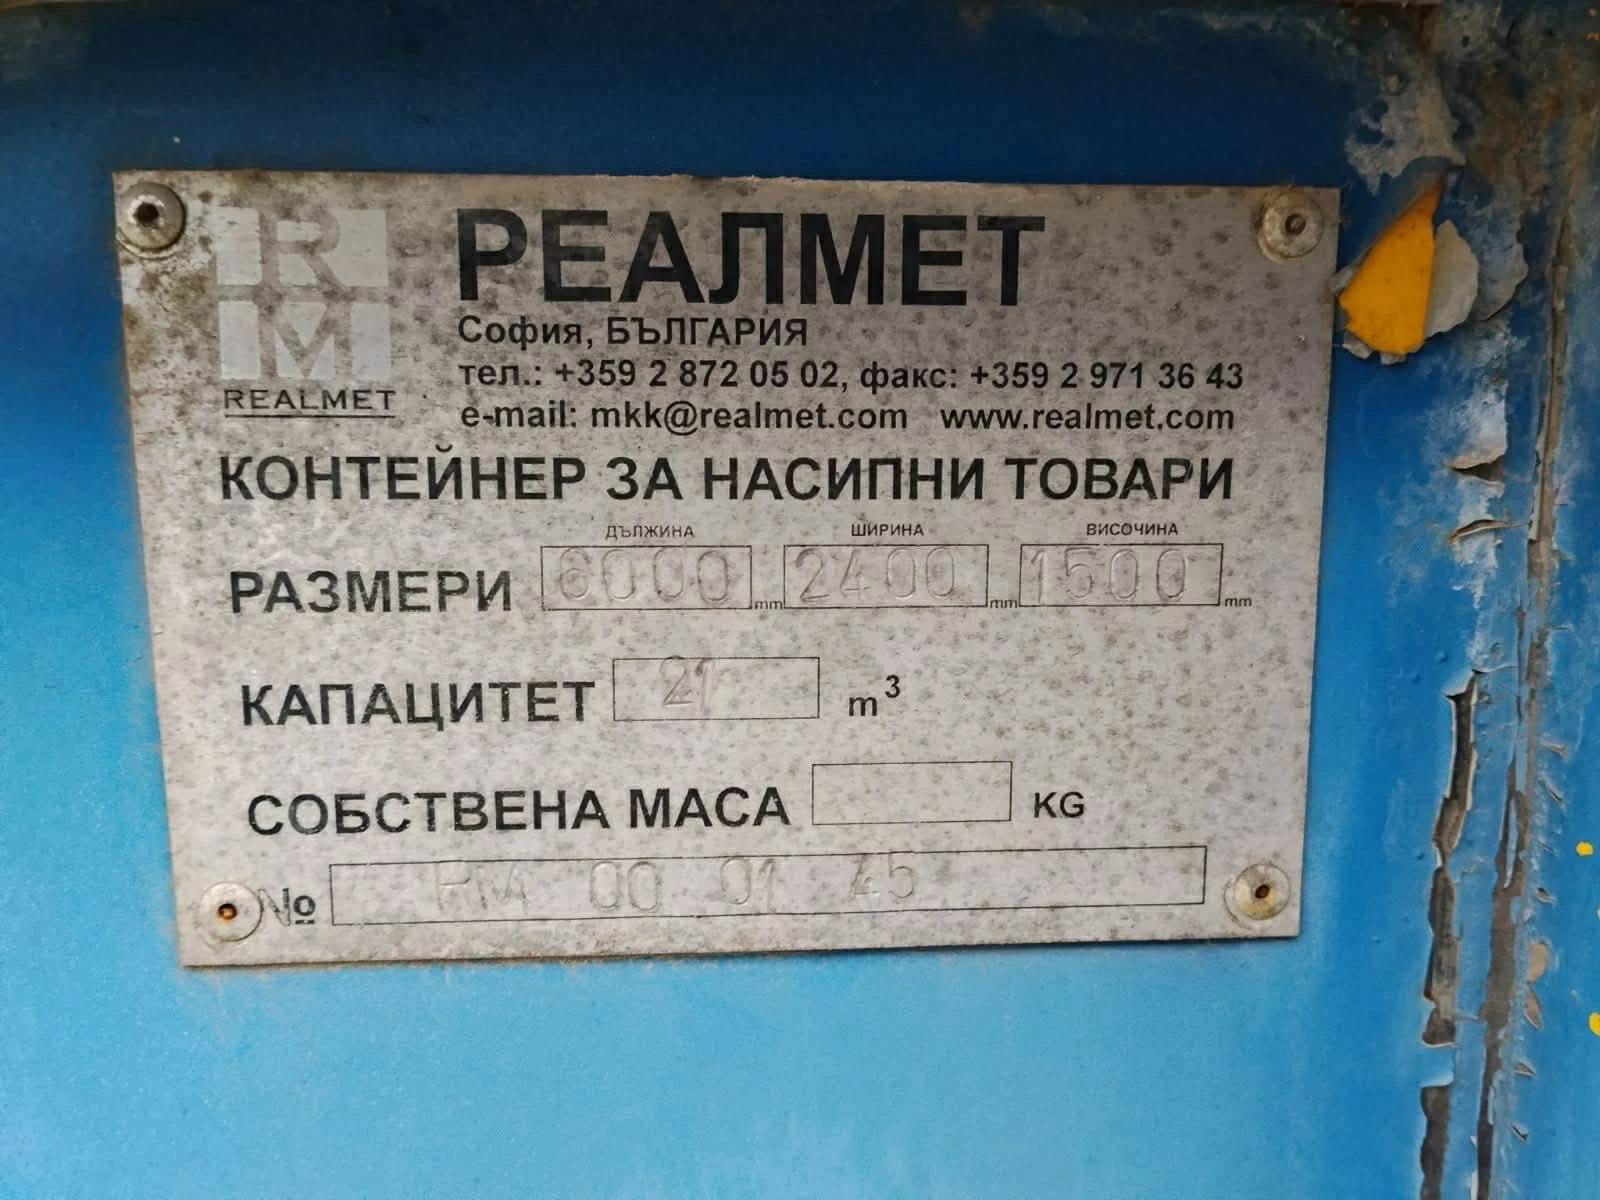 RM
REALMET
РЕАЛМЕТ
София, БЪЛГАРИЯ
тел.: +359 2 872 05 02, факс: +359 2 971 36 43
e-mail: mkk@realmet.com www.realmet.com
КОНТЕЙНЕР ЗА НАСИПНИ ТОВАРИ
ДЪЛЖИНА ШИРИНА ВИСОЧИНА
РАЗМЕРИ 6000 mm 2400 mm 1500 mm
КАПАЦИТЕТ 21 m³
СОБСТВЕНА МАСА KG
№ RM 00 01 45